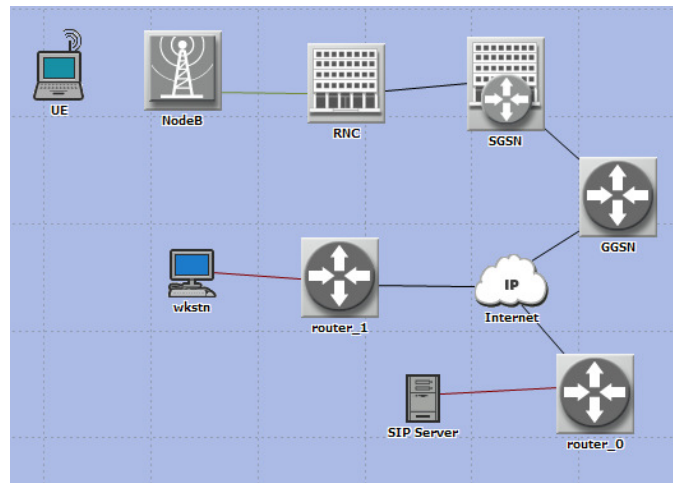 UE
NodeB
RNC
SGSN
GGSN
wkstn
router_1
IP
Internet
SIP Server
router_0